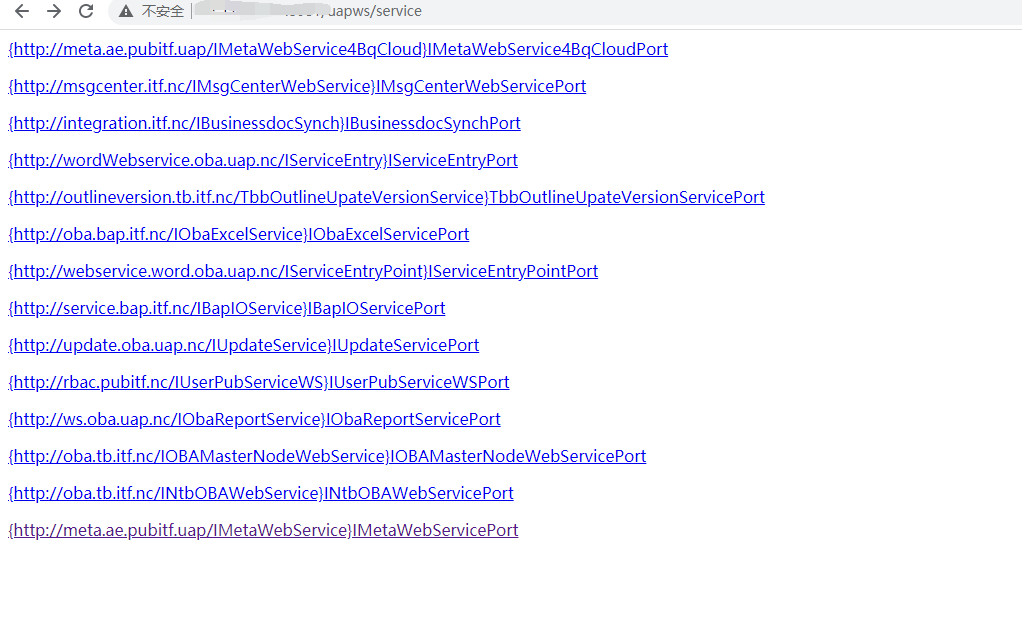 不安全
/uapws/service
{http://meta.ae.pubitf.uap/IMetaWebService4BqCloud}IMetaWebService4BqCloudPort
{http://msgcenter.itf.nc/IMsgCenterWebService}IMsgCenterWebServicePort
{http://integration.itf.nc/IBusinessdocSynch}IBusinessdocSynchPort
{http://wordWebservice.oba.uap.nc/IServiceEntry}IServiceEntryPort
{http://outlineversion.tb.itf.nc/TbbOutlineUpateVersionService}TbbOutlineUpateVersionServicePort
{http://oba.bap.itf.nc/IObaExcelService}IObaExcelServicePort
{http://webservice.word.oba.uap.nc/IServiceEntryPoint}IServiceEntryPointPort
{http://service.bap.itf.nc/IBapIOService}IBapIOServicePort
{http://update.oba.uap.nc/IUpdateService}IUpdateServicePort
{http://rbac.pubitf.nc/IUserPubServiceWS}IUserPubServiceWSPort
{http://ws.oba.uap.nc/IObaReportService}IObaReportServicePort
{http://oba.tb.itf.nc/IOBAMasterNodeWebService}IOBAMasterNodeWebServicePort
{http://oba.tb.itf.nc/INtbOBAWebService}INtbOBAWebServicePort
{http://meta.ae.pubitf.uap/IMetaWebService}IMetaWebServicePort